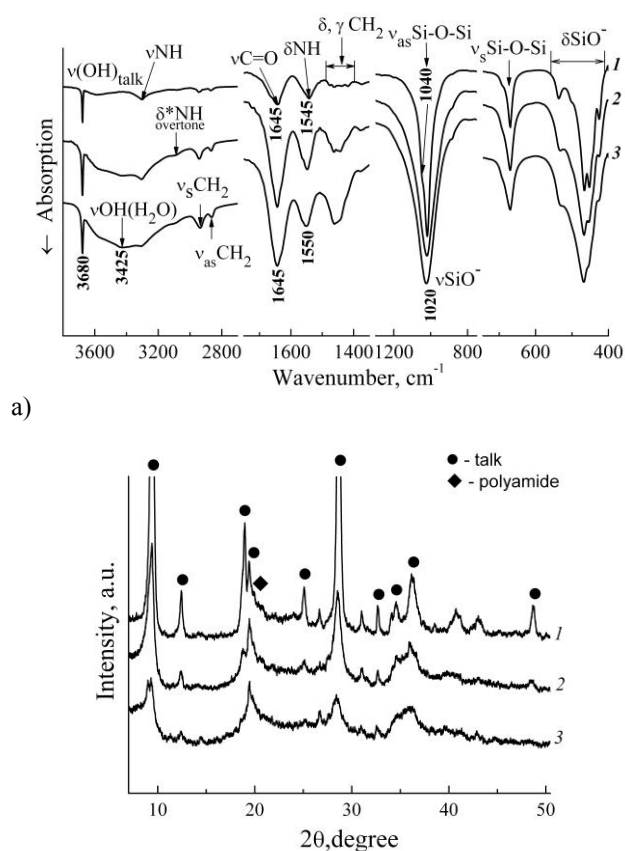 δ, γ CH2
νasSi-O-Si
νNH
νC=O
δNH
νsSi-O-Si
δSiO-
ν(OH)talk
1
1040
2
δ*NH
overtone
1645
1545
3
← Absorption
νsCH2
νOH(H2O)
νasCH2
3680
3425
1645
1550
νSiO-
1020
3600 3200 2800 1600 1400 1200 1000 800 600 400
Wavenumber, cm-1
a)
● - talk
◆ - polyamide
Intensity, a.u.
1
2
3
10 20 30 40 50
2θ,degree